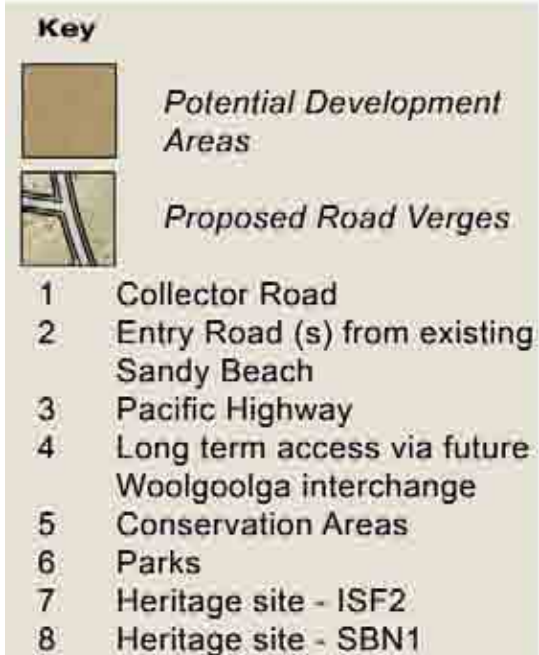 Key
Potential Development
Areas
Proposed Road Verges
1 Collector Road
2 Entry Road (s) from existing
Sandy Beach
3 Pacific Highway
4 Long term access via future
Woolgoolga interchange
5 Conservation Areas
6 Parks
7 Heritage site - ISF2
8 Heritage site - SBN1